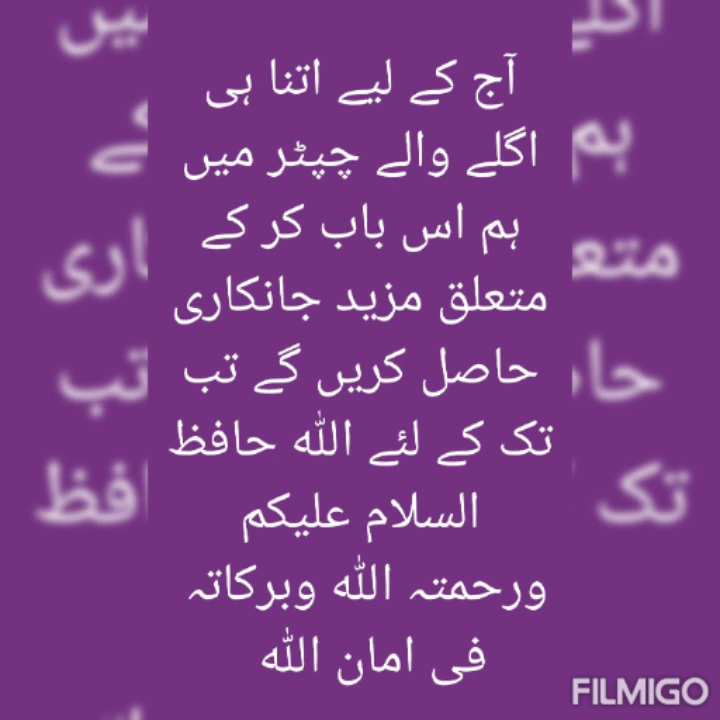 آج کے لیے اتنا ہی
اگلے والے چپٹر میں
ہم اس باب کر کے
متعلق مزید جانکاری
حاصل کریں گے تب
تک کے لئے اللہ حافظ
السلام علیکم
ورحمتہ اللہ وبرکاتہ
فی امان اللہ
FILMIGO